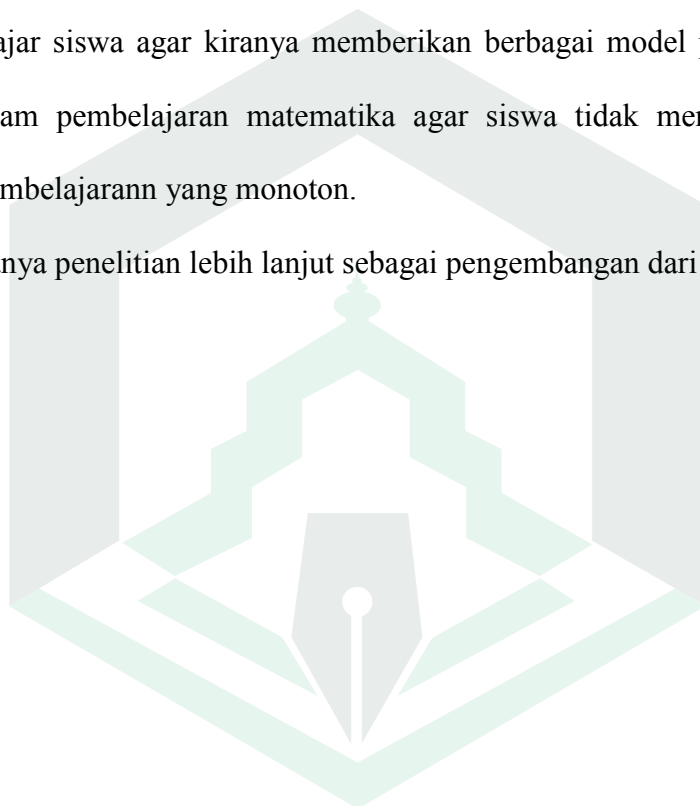 ajar siswa agar kiranya memberikan berbagai model
am pembelajaran matematika agar siswa tidak mer
mbelajarann yang monoton.
nya penelitian lebih lanjut sebagai pengembangan dari